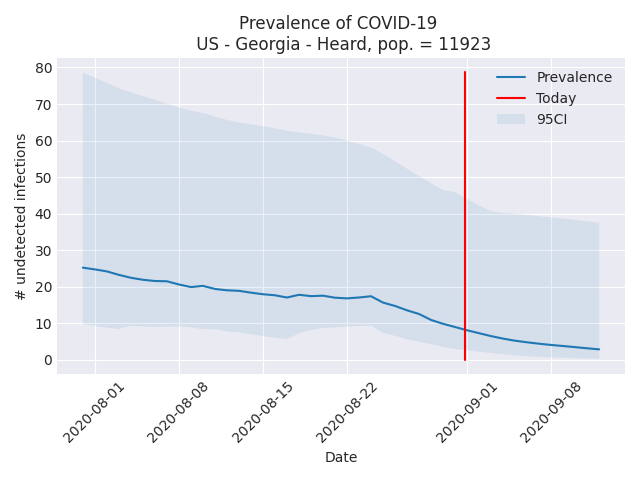 Prevalence of COVID-19
US - Georgia - Heard, pop. = 11923
80
70
60
50
40
30
20
10
0
# undetected infections
Prevalence
Today
95CI
2020-08-01
2020-08-08
2020-08-15
2020-08-22
2020-09-01
2020-09-08
Date